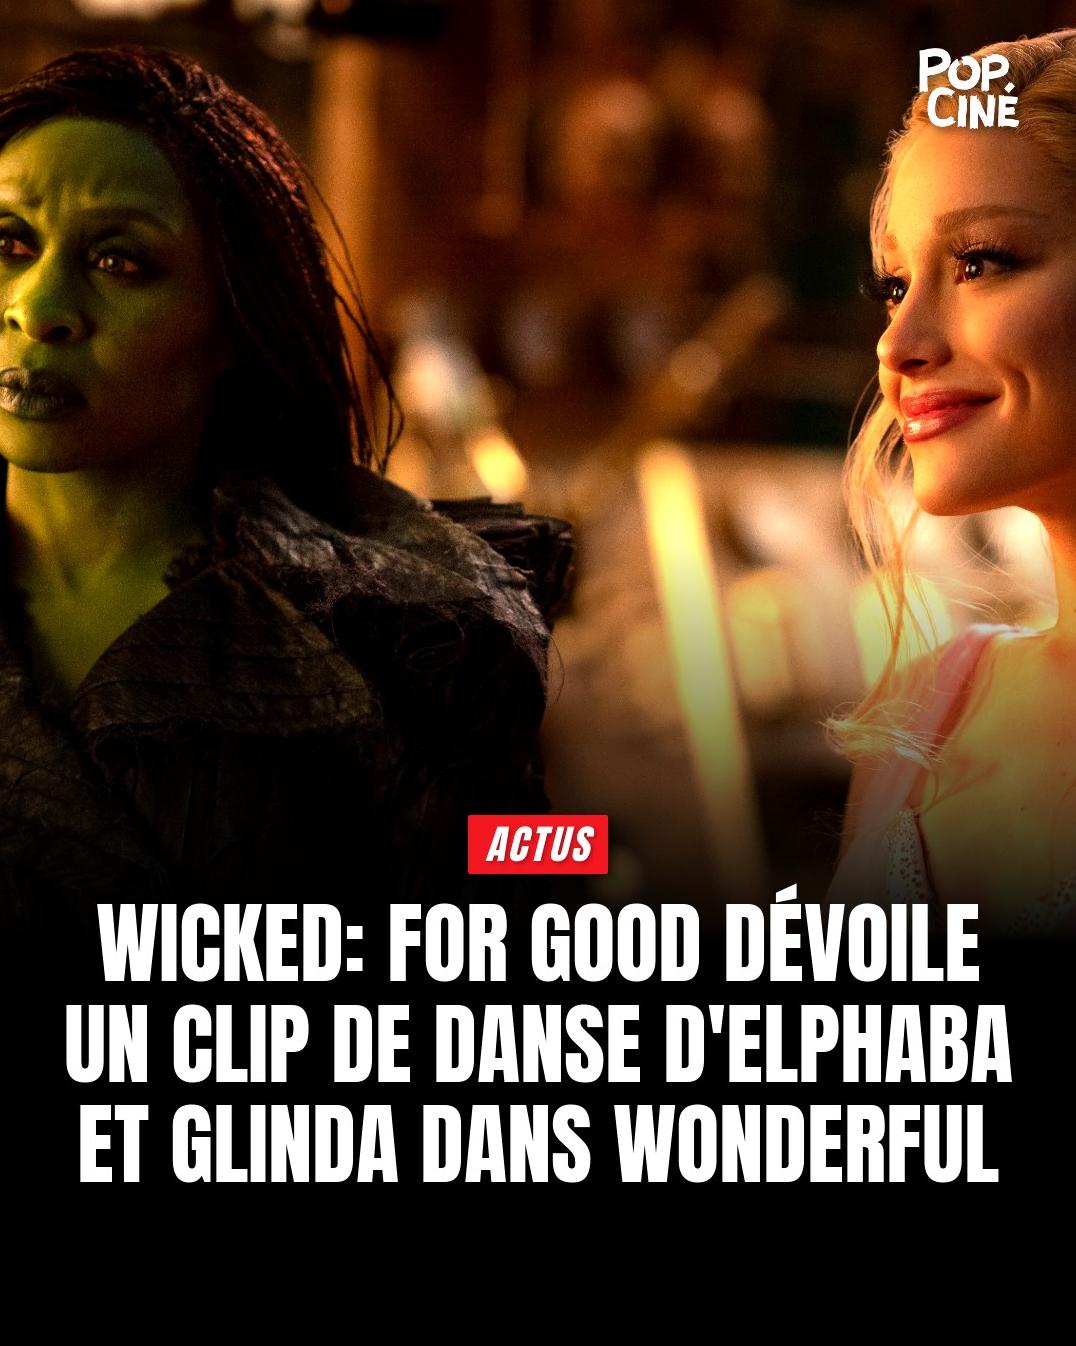 POP.
CINÉ
ACTUS
WICKED: FOR GOOD DÉVOILE
UN CLIP DE DANSE D'ELPHABA
ET GLINDA DANS WONDERFUL